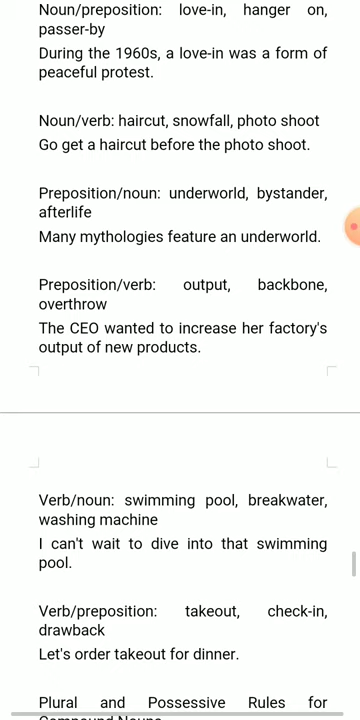 Noun/preposition: love-in, hanger on,
passer-by
During the 1960s, a love-in was a form of
peaceful protest.
Noun/verb: haircut, snowfall, photo shoot
Go get a haircut before the photo shoot.
Preposition/noun: underworld, bystander,
afterlife
Many mythologies feature an underworld.
Preposition/verb: output, backbone,
overthrow
The CEO wanted to increase her factory's
output of new products.
Verb/noun: swimming pool, breakwater,
washing machine
I can't wait to dive into that swimming
pool.
Verb/preposition: takeout, check-in,
drawback
Let's order takeout for dinner.
Plural and Possessive Rules for
Compound Nouns